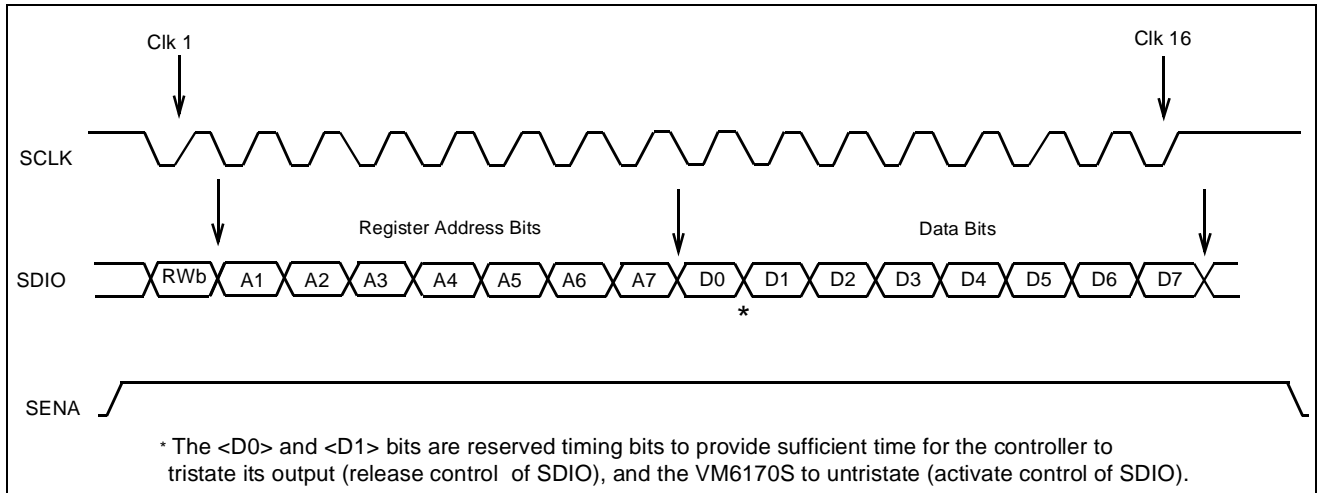 Clk 1
Clk 16
SCLK
Register Address Bits
Data Bits
SDIO
RWb A1 A2 A3 A4 A5 A6 A7 D0 D1 D2 D3 D4 D5 D6 D7
*
SENA
* The <D0> and <D1> bits are reserved timing bits to provide sufficient time for the controller to
tristate its output (release control of SDIO), and the VM6170S to untristate (activate control of SDIO).